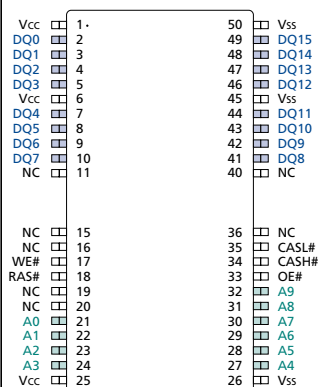 Vcc 1 50 Vss
DQ0 2 49 DQ15
DQ1 3 48 DQ14
DQ2 4 47 DQ13
DQ3 5 46 DQ12
Vcc 6 45 Vss
DQ4 7 44 DQ11
DQ5 8 43 DQ10
DQ6 9 42 DQ9
DQ7 10 41 DQ8
NC 11 40 NC
NC 15 36 NC
NC 16 35 CASL#
WE# 17 34 CASH#
RAS# 18 33 OE#
NC 19 32 A9
NC 20 31 A8
A0 21 30 A7
A1 22 29 A6
A2 23 28 A5
A3 24 27 A4
Vcc 25 26 Vss